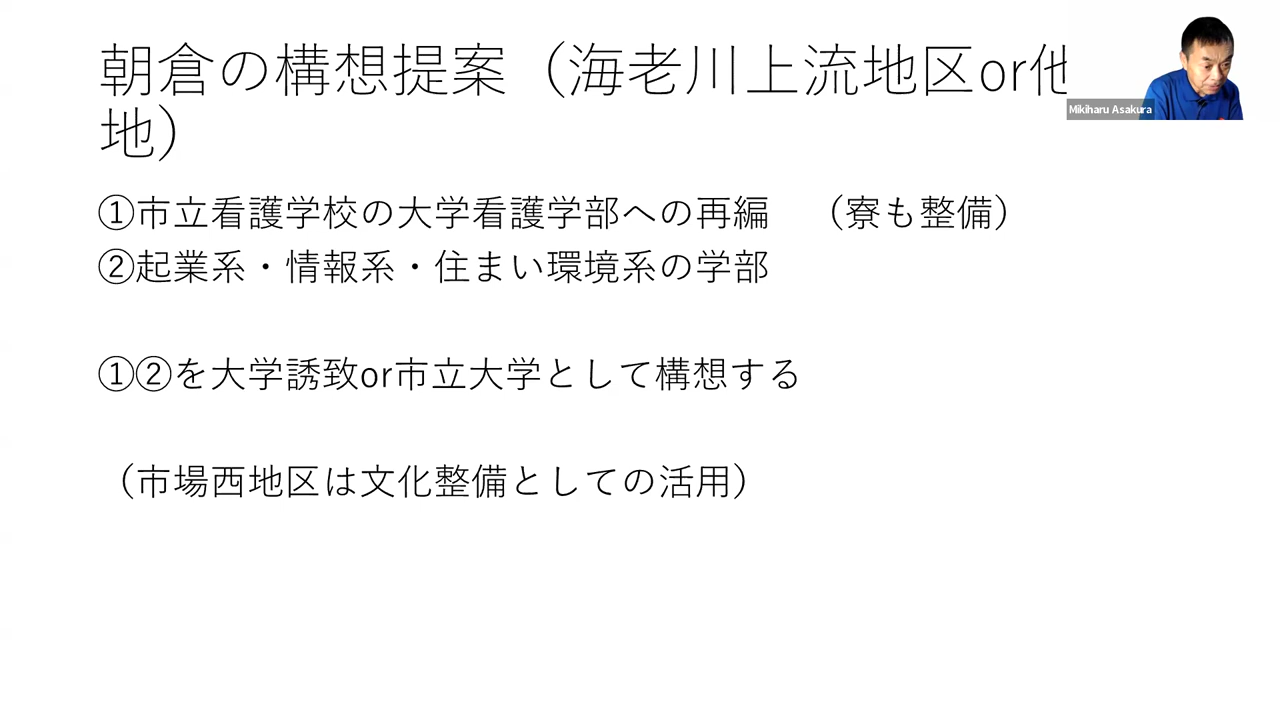 朝倉の構想提案（海老川上流地区or他
地）
Mikiharu Asakura
①市立看護学校の大学看護学部への再編　（寮も整備）
②起業系・情報系・住まい環境系の学部
①②を大学誘致or市立大学として構想する
（市場西地区は文化整備としての活用）